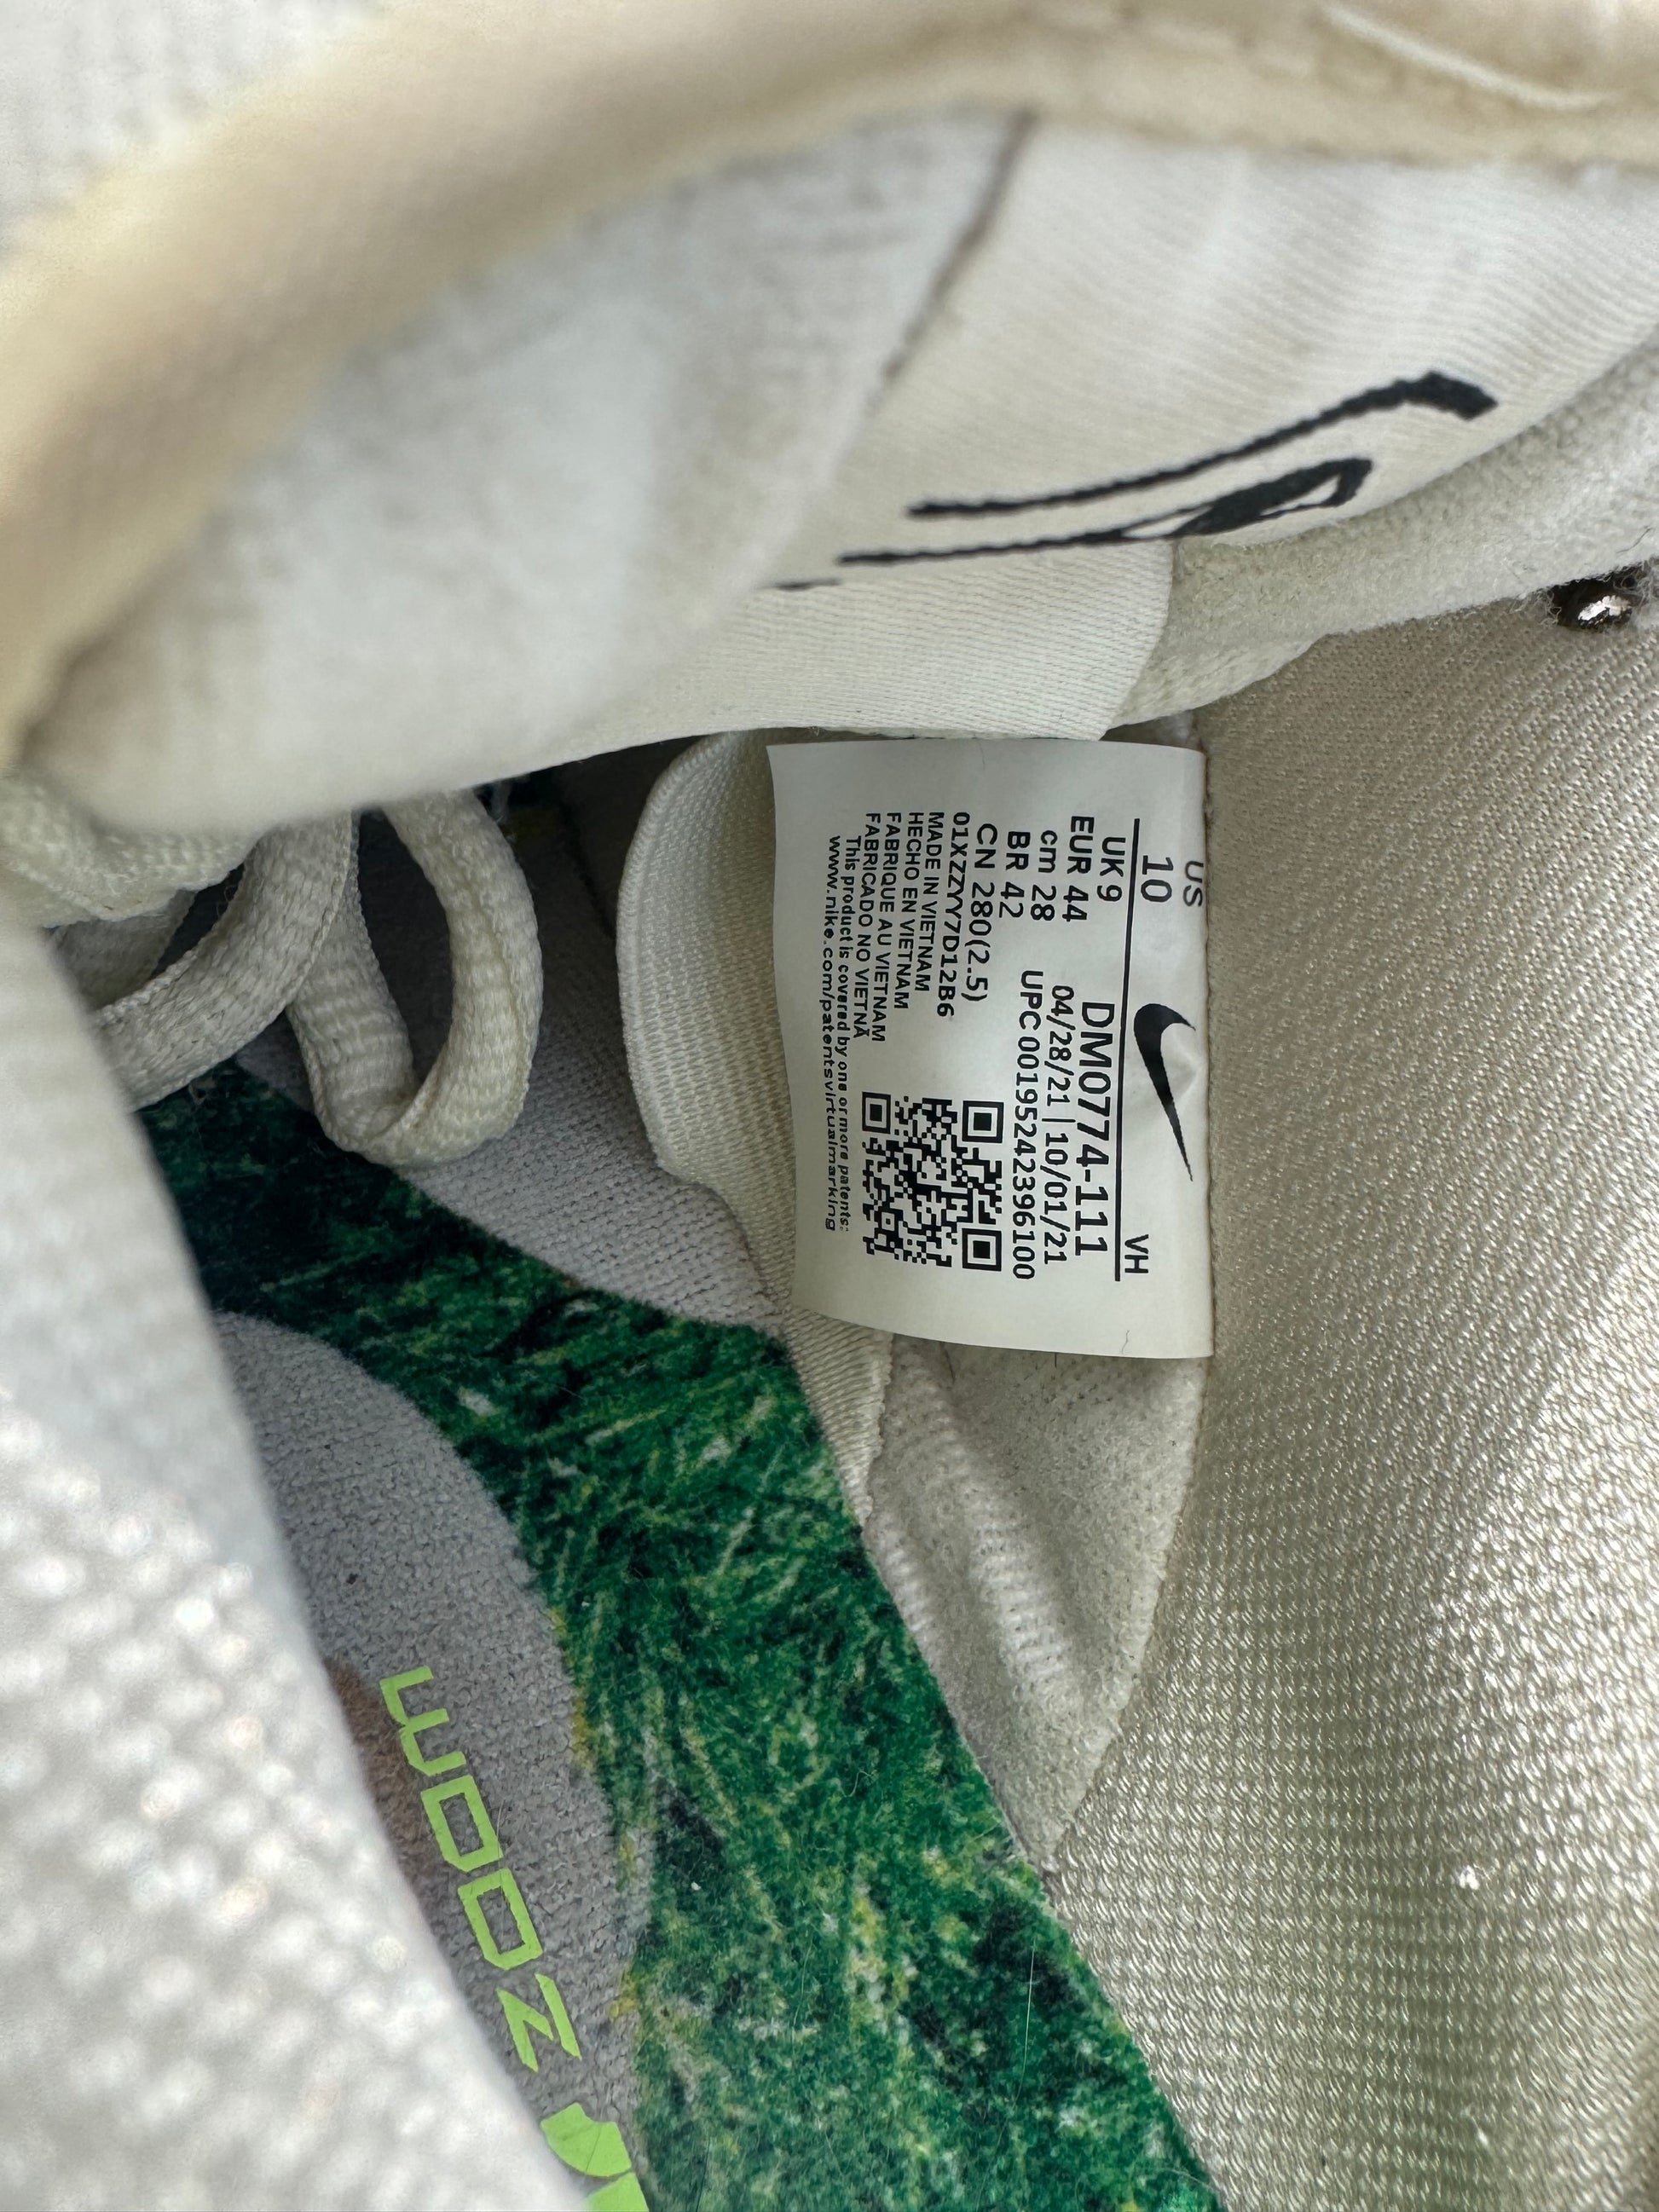 US
10
VH
UK 9
EUR 44
cm 28
BR 42
CN 280(2.5)
DM0774-111
04/28/21 | 10/01/21
UPC 00195242396100
01XZZYY7D12B6
MADE IN VIETNAM
HECHO EN VIETNAM
FABRIQUE AU VIETNAM
FABRICADO NO VIETNÃ
This product is covered by one or more patents:
www.nike.com/patentsvirtualmarking
ZOOM